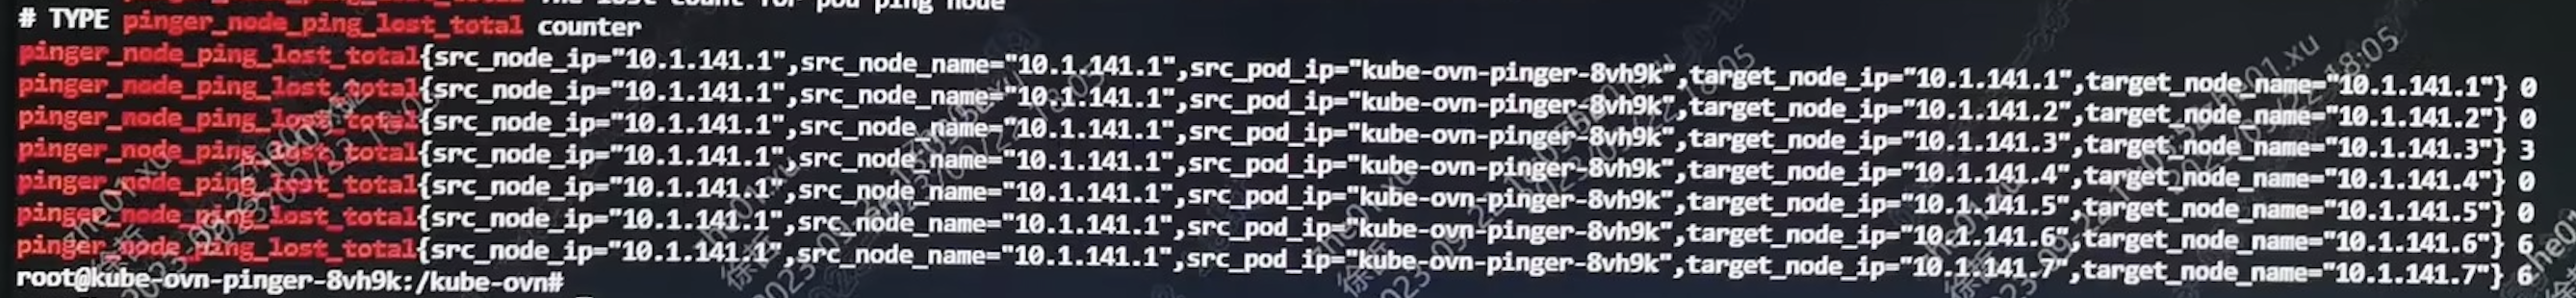 The lost count for pod ping node
# TYPE pinger_node_ping_lost_total counter
pinger_node_ping_lost_total{src_node_ip="10.1.141.1",src_node_name="10.1.141.1",src_pod_ip="kube-ovn-pinger-8vh9k",target_node_ip="10.1.141.1",target_node_name="10.1.141.1"} 0
pinger_node_ping_lost_total{src_node_ip="10.1.141.1",src_node_name="10.1.141.1",src_pod_ip="kube-ovn-pinger-8vh9k",target_node_ip="10.1.141.2",target_node_name="10.1.141.2"} 0
pinger_node_ping_lost_total{src_node_ip="10.1.141.1",src_node_name="10.1.141.1",src_pod_ip="kube-ovn-pinger-8vh9k",target_node_ip="10.1.141.3",target_node_name="10.1.141.3"} 3
pinger_node_ping_lost_total{src_node_ip="10.1.141.1",src_node_name="10.1.141.1",src_pod_ip="kube-ovn-pinger-8vh9k",target_node_ip="10.1.141.4",target_node_name="10.1.141.4"} 0
pinger_node_ping_lost_total{src_node_ip="10.1.141.1",src_node_name="10.1.141.1",src_pod_ip="kube-ovn-pinger-8vh9k",target_node_ip="10.1.141.5",target_node_name="10.1.141.5"} 0
pinger_node_ping_lost_total{src_node_ip="10.1.141.1",src_node_name="10.1.141.1",src_pod_ip="kube-ovn-pinger-8vh9k",target_node_ip="10.1.141.6",target_node_name="10.1.141.6"} 6
pinger_node_ping_lost_total{src_node_ip="10.1.141.1",src_node_name="10.1.141.1",src_pod_ip="kube-ovn-pinger-8vh9k",target_node_ip="10.1.141.7",target_node_name="10.1.141.7"} 6
root@kube-ovn-pinger-8vh9k:/kube-ovn#